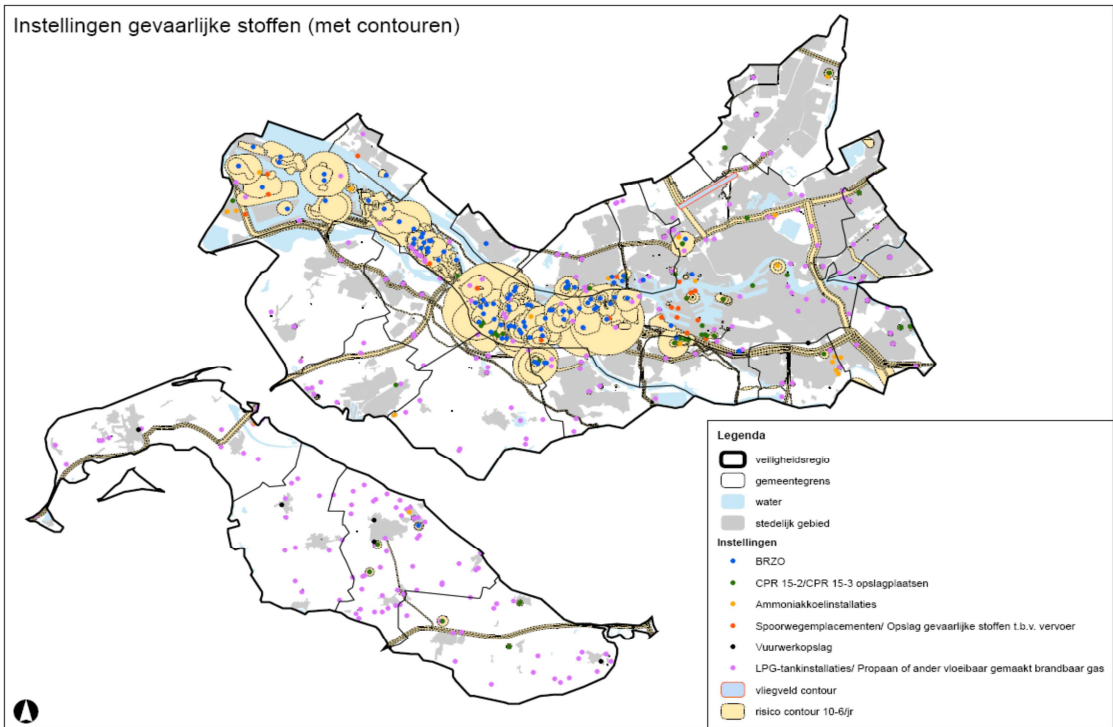 Instellingen gevaarlijke stoffen (met contouren)
Legenda
veiligheidsregio
gemeentegrens
water
stedelijk gebied
Instellingen
BRZO
CPR 15-2/CPR 15-3 opslagplaatsen
Ammoniakkoelinstallaties
Spoorwegemplacementen/ Opslag gevaarlijke stoffen t.b.v. vervoer
Vuurwerkopslag
LPG-tankinstallaties/ Propaan of ander vloeibaar gemaakt brandbaar gas
vliegveld contour
risico contour 10-6/jr